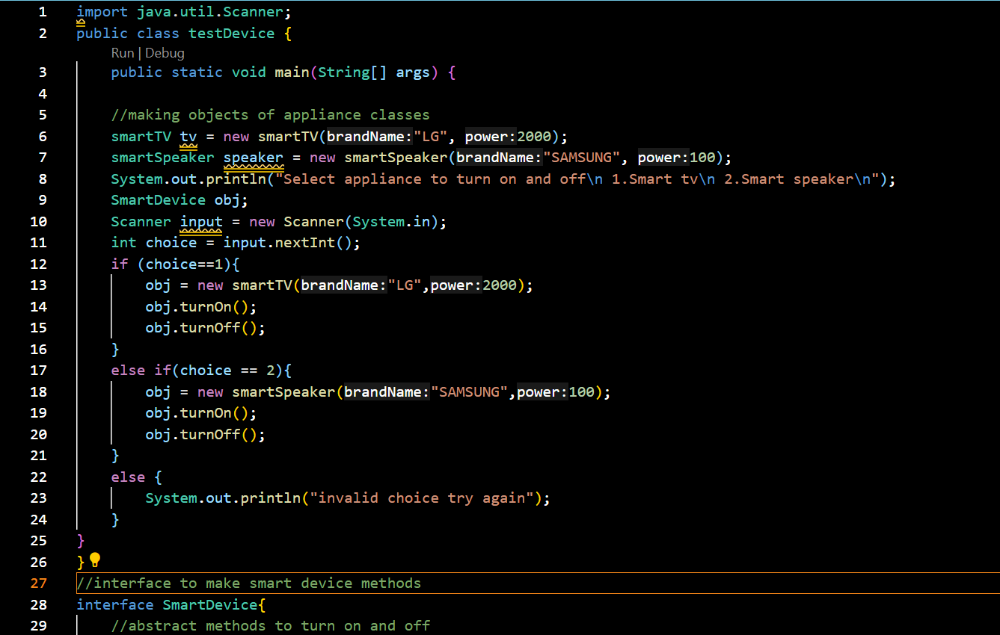 1 import java.util.Scanner;
2 public class testDevice {
Run | Debug
3 public static void main(String[] args) {
4
5 //making objects of appliance classes
6 smartTV tv = new smartTV(brandName:"LG", power:2000);
7 smartSpeaker speaker = new smartSpeaker(brandName:"SAMSUNG", power:100);
8 System.out.println("Select appliance to turn on and off\n 1.Smart tv\n 2.Smart speaker\n");
9 SmartDevice obj;
10 Scanner input = new Scanner(System.in);
11 int choice = input.nextInt();
12 if (choice==1){
13 obj = new smartTV(brandName:"LG",power:2000);
14 obj.turnOn();
15 obj.turnOff();
16 }
17 else if(choice == 2){
18 obj = new smartSpeaker(brandName:"SAMSUNG",power:100);
19 obj.turnOn();
20 obj.turnOff();
21 }
22 else {
23 System.out.println("invalid choice try again");
24 }
25 }
26 }
27 //interface to make smart device methods
28 interface SmartDevice{
29 //abstract methods to turn on and off